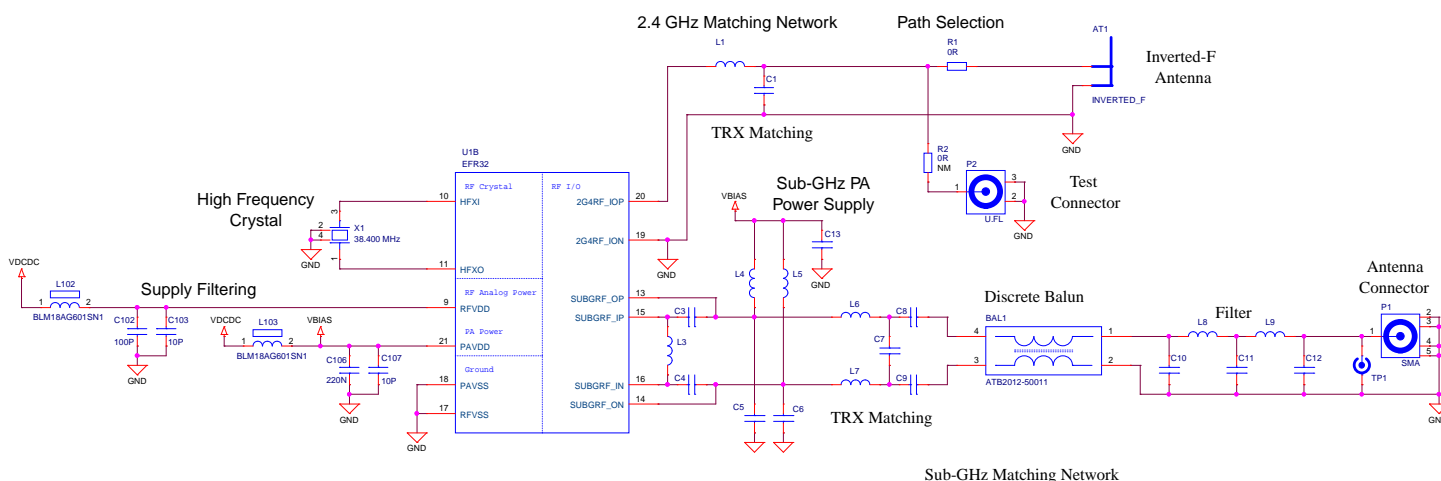 2.4 GHz Matching Network
Path Selection
L1
R1
0R
AT1
Inverted-F
Antenna
C1
INVERTED_F
TRX Matching
GND
U1B
EFR32
R2
0R
NM
P2
1
3
2
U.FL
Test
Connector
GND
High Frequency
Crystal
3
2
4
1
X1
38.400 MHz
GND
10
HFXI
11
HFXO
RF Crystal
RF I/O
2G4RF_IOP
20
2G4RF_ION
19
GND
Sub-GHz PA
Power Supply
VBIAS
C13
GND
L4
L5
VDCDC
L102
1
2
BLM18AG601SN1
Supply Filtering
C102
100P
C103
10P
GND
VDCDC
L103
1
2
BLM18AG601SN1
VBIAS
C106
220N
C107
10P
GND
RF Analog Power
9
RFVDD
PA Power
21
PAVDD
Ground
18
PAVSS
17
RFVSS
GND
SUBGRF_OP
13
SUBGRF_IP
15
SUBGRF_IN
16
SUBGRF_ON
14
C3
L3
C4
C5
C6
L6
C8
C7
L7
C9
TRX Matching
Discrete Balun
BAL1
4
1
3
2
ATB2012-50011
Filter
L8
L9
C10
C11
C12
TP1
Antenna
Connector
P1
1
2
3
4
5
SMA
GND
Sub-GHz Matching Network